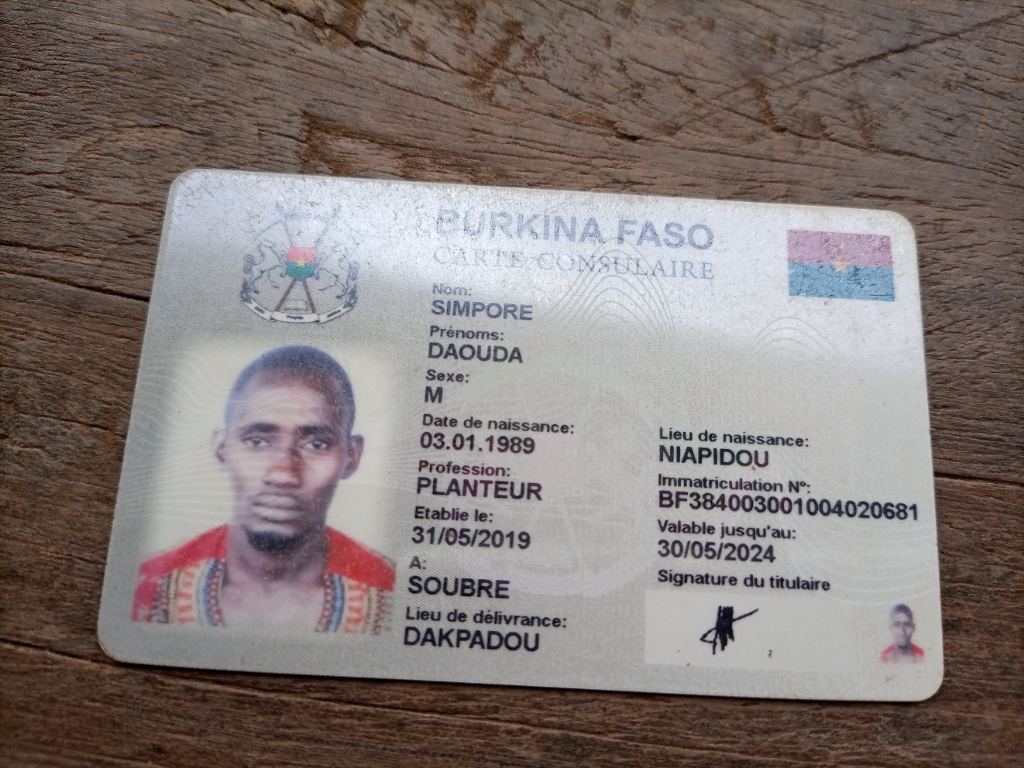 BURKINA FASO
CARTE CONSULAIRE
Nom:
SIMPORE
Prénoms:
DAOUDA
Sexe:
M
Date de naissance:
03.01.1989
Lieu de naissance:
NIAPIDOU
Profession:
PLANTEUR
Immatriculation Nº:
BF384003001004020681
Etablie le:
31/05/2019
Valable jusqu'au:
30/05/2024
A:
SOUBRE
Signature du titulaire
Lieu de délivrance:
DAKPADOU